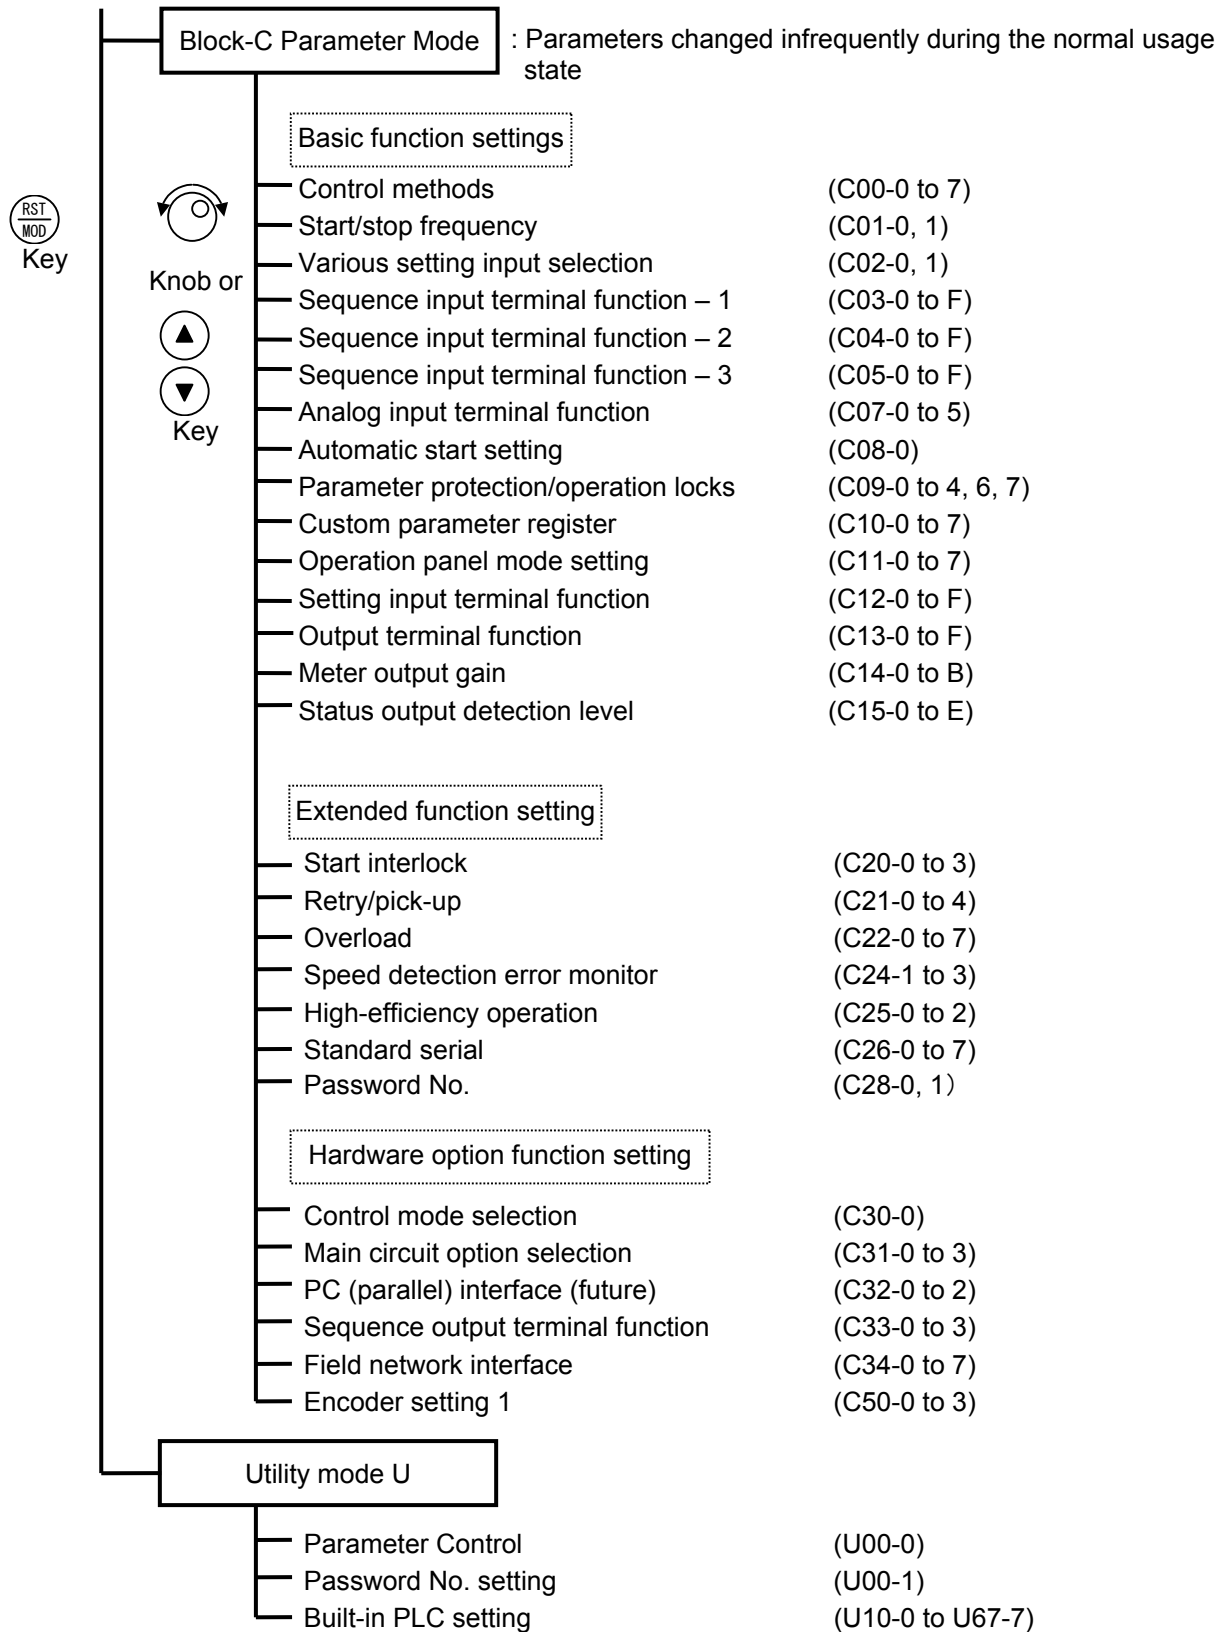 Block-C Parameter Mode : Parameters changed infrequently during the normal usage
state
Basic function settings
RST
MOD
Key
Knob or
Key
Control methods (C00-0 to 7)
Start/stop frequency (C01-0, 1)
Various setting input selection (C02-0, 1)
Sequence input terminal function – 1 (C03-0 to F)
Sequence input terminal function – 2 (C04-0 to F)
Sequence input terminal function – 3 (C05-0 to F)
Analog input terminal function (C07-0 to 5)
Automatic start setting (C08-0)
Parameter protection/operation locks (C09-0 to 4, 6, 7)
Custom parameter register (C10-0 to 7)
Operation panel mode setting (C11-0 to 7)
Setting input terminal function (C12-0 to F)
Output terminal function (C13-0 to F)
Meter output gain (C14-0 to B)
Status output detection level (C15-0 to E)
Extended function setting
Start interlock (C20-0 to 3)
Retry/pick-up (C21-0 to 4)
Overload (C22-0 to 7)
Speed detection error monitor (C24-1 to 3)
High-efficiency operation (C25-0 to 2)
Standard serial (C26-0 to 7)
Password No. (C28-0, 1）
Hardware option function setting
Control mode selection (C30-0)
Main circuit option selection (C31-0 to 3)
PC (parallel) interface (future) (C32-0 to 2)
Sequence output terminal function (C33-0 to 3)
Field network interface (C34-0 to 7)
Encoder setting 1 (C50-0 to 3)
Utility mode U
Parameter Control (U00-0)
Password No. setting (U00-1)
Built-in PLC setting (U10-0 to U67-7)